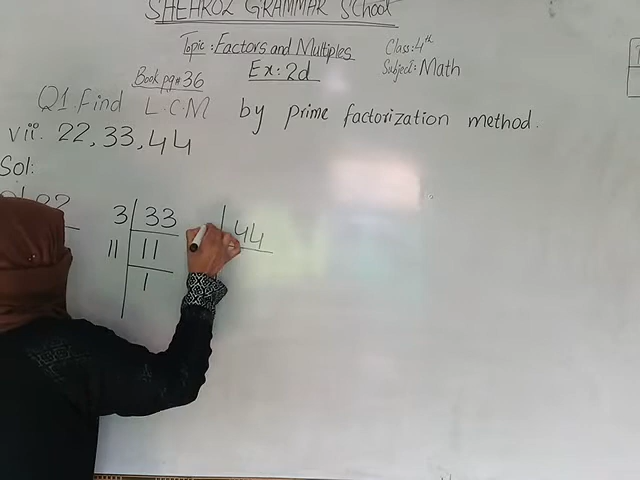 SHEHROZ GRAMMAR SChool
Topic: Factors and Multiples
Class: 4th
Book pg#36
Ex: 2d
Subject: Math
Q1. Find L.C.M by prime factorization method.
vii. 22, 33, 44
Sol:
3 33
11 11
1
44